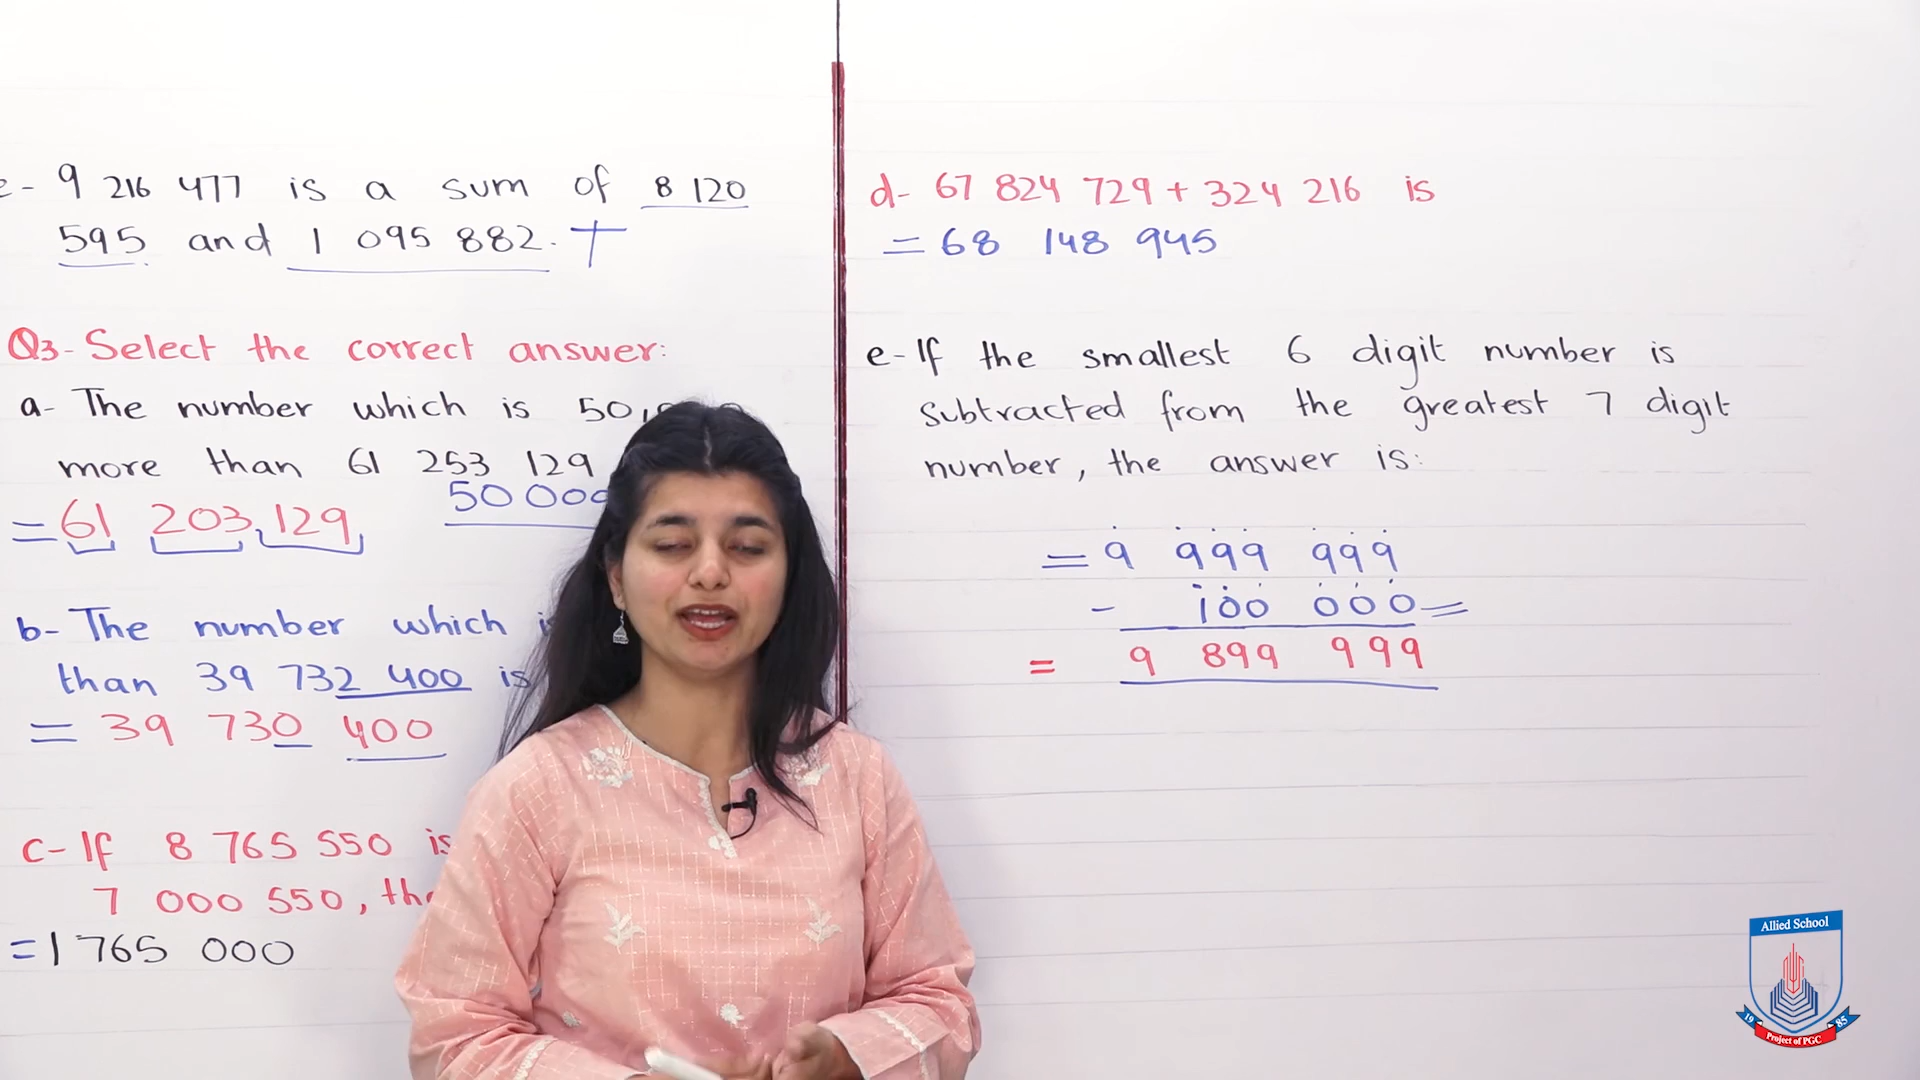 - 9 216 477 is a sum of 8 120
595 and 1 095 882. T
Q3- Select the correct answer:
a- The number which is 50,
more than 61 253 129
50 000
= 61 203,129
b- The number which
than 39 732 400 is
= 39 730 400
c- If 8 765 550 is
7 000 550, the
= 1 765 000
d- 67 824 729 + 324 216 is
= 68 148 945
e- If the smallest 6 digit number is
subtracted from the greatest 7 digit
number, the answer is:
= 9 999 999
- 100 000 =
= 9 899 999
Allied School
19 85
Project of PGC